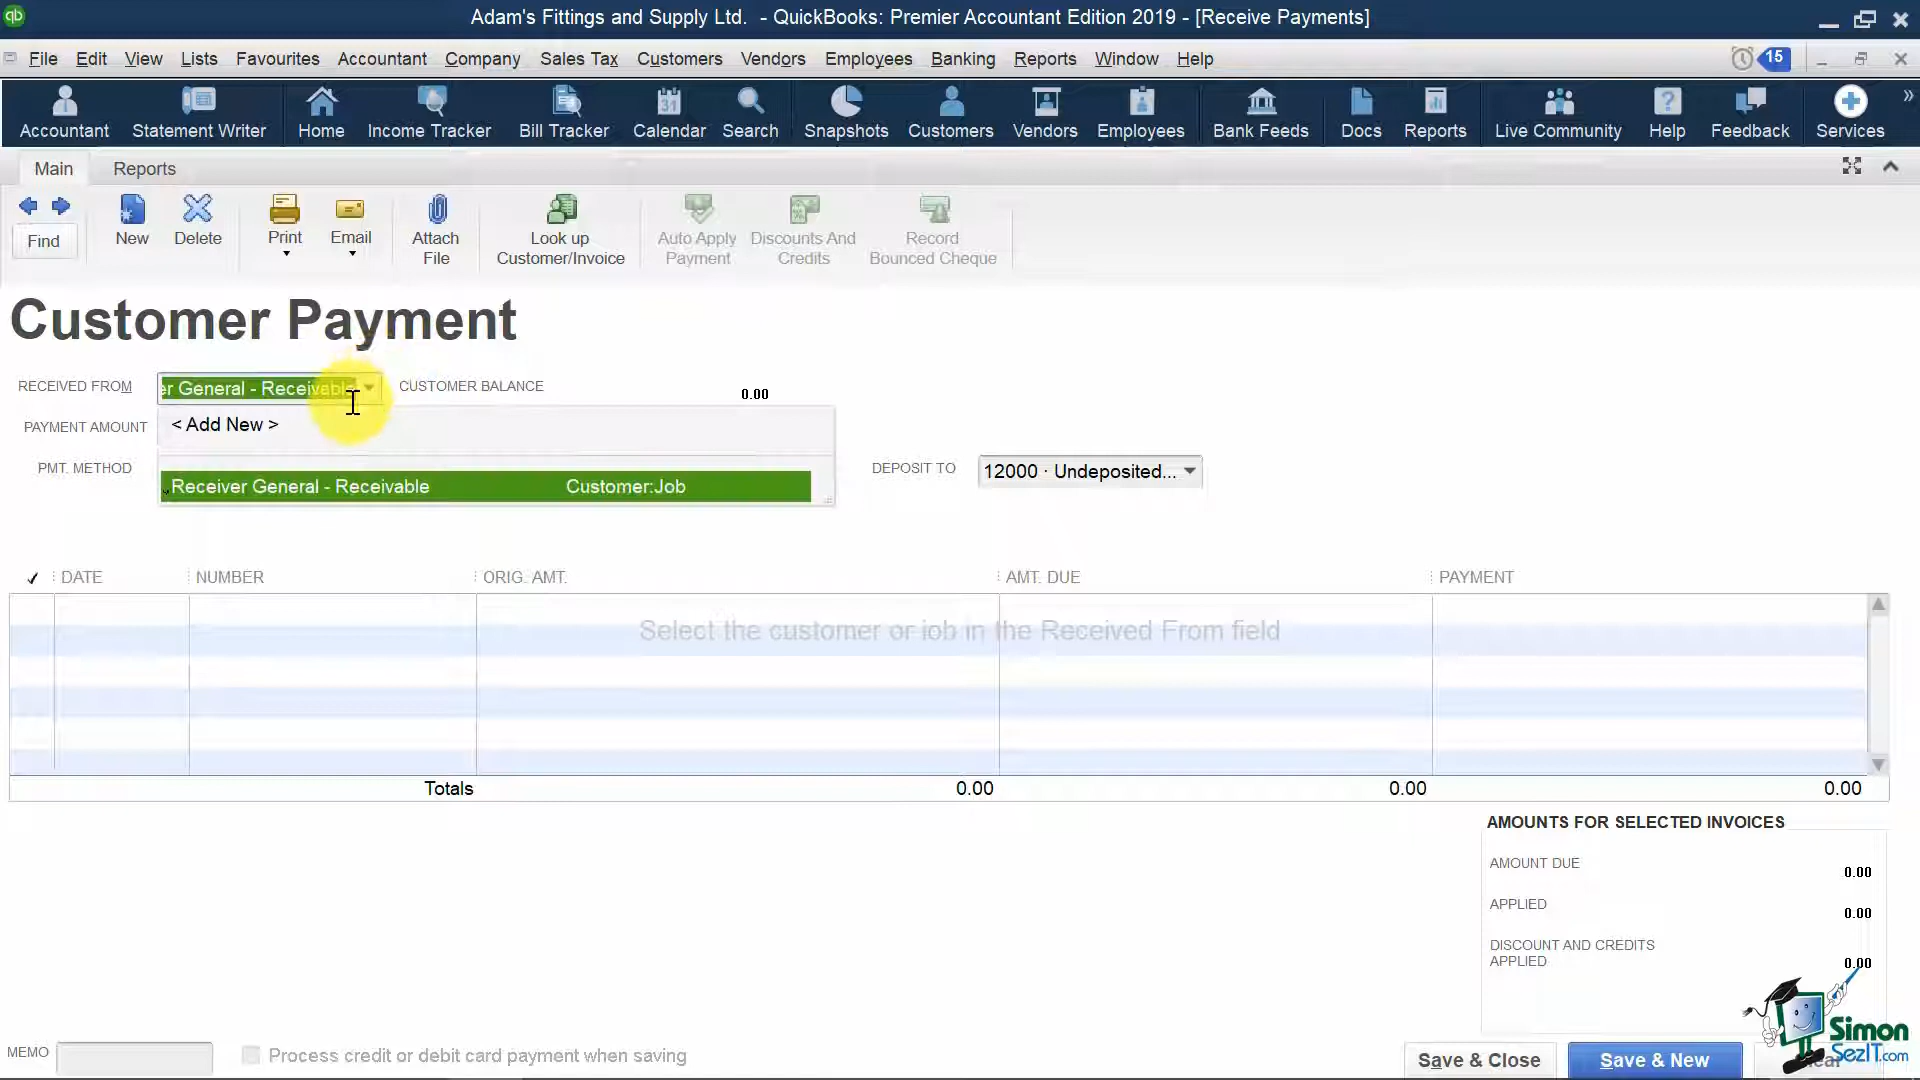 qb
Adam's Fittings and Supply Ltd. - QuickBooks: Premier Accountant Edition 2019 - [Receive Payments]
File Edit View Lists Favourites Accountant Company Sales Tax Customers Vendors Employees Banking Reports Window Help 15
31
Accountant Statement Writer Home Income Tracker Bill Tracker Calendar Search Snapshots Customers Vendors Employees Bank Feeds Docs Reports Live Community Help Feedback Services
Main Reports
Find New Delete Print Email Attach File Look up Customer/Invoice Auto Apply Payment Discounts And Credits Record Bounced Cheque
Customer Payment
RECEIVED FROM er General - Receivable CUSTOMER BALANCE 0.00
PAYMENT AMOUNT < Add New >
PMT. METHOD Receiver General - Receivable Customer:Job DEPOSIT TO 12000 · Undeposited...
✓ DATE NUMBER ORIG. AMT. AMT. DUE PAYMENT
Select the customer or job in the Received From field
Totals 0.00 0.00 0.00
AMOUNTS FOR SELECTED INVOICES
AMOUNT DUE 0.00
APPLIED 0.00
DISCOUNT AND CREDITS
APPLIED 0.00
MEMO Process credit or debit card payment when saving
Save & Close Save & New
Simon
SezIT.com